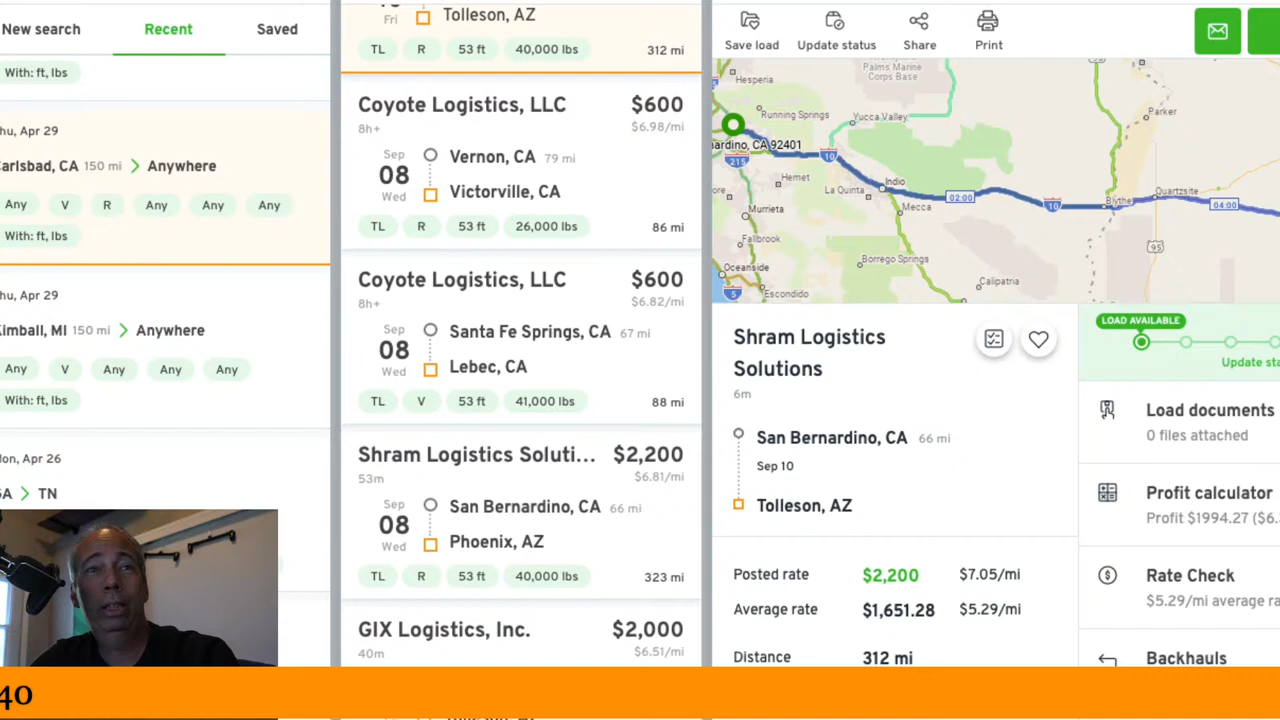 New search
Recent
Saved
With: ft, lbs
hu, Apr 29
arlsbad, CA 150 mi Anywhere
Any V R Any Any Any
With: ft, lbs
hu, Apr 29
imball, MI 150 mi Anywhere
Any V Any Any Any
With: ft, lbs
on, Apr 26
GA TN
40
Fri
Tolleson, AZ
TL R 53 ft 40,000 lbs 312 mi
Coyote Logistics, LLC $600
8h+ $6.98/mi
Sep 08 Wed
Vernon, CA 79 mi
Victorville, CA
TL R 53 ft 26,000 lbs 86 mi
Coyote Logistics, LLC $600
8h+ $6.82/mi
Sep 08 Wed
Santa Fe Springs, CA 67 mi
Lebec, CA
TL V 53 ft 41,000 lbs 88 mi
Shram Logistics Soluti... $2,200
53m $6.81/mi
Sep 08 Wed
San Bernardino, CA 66 mi
Phoenix, AZ
TL R 53 ft 40,000 lbs 323 mi
GIX Logistics, Inc. $2,000
40m $6.51/mi
Save load
Update status
Share
Print
Hesperia
Palms Marine
Corps Base
Running Springs
Yucca Valley
Parker
ardino, CA 92401
215
10
Hemet
La Quinta
Indio
02:00
10
Blythe
Quartzsite
04:00
Murrieta
Mecca
Fallbrook
95
Borrego Springs
Oceanside
Calipatria
5
Escondido
Shram Logistics
Solutions
6m
San Bernardino, CA 66 mi
Sep 10
Tolleson, AZ
Posted rate $2,200 $7.05/mi
Average rate $1,651.28 $5.29/mi
Distance 312 mi
LOAD AVAILABLE
Update sta
Load documents
0 files attached
Profit calculator
Profit $1994.27 ($6.
Rate Check
$5.29/mi average ra
Backhauls